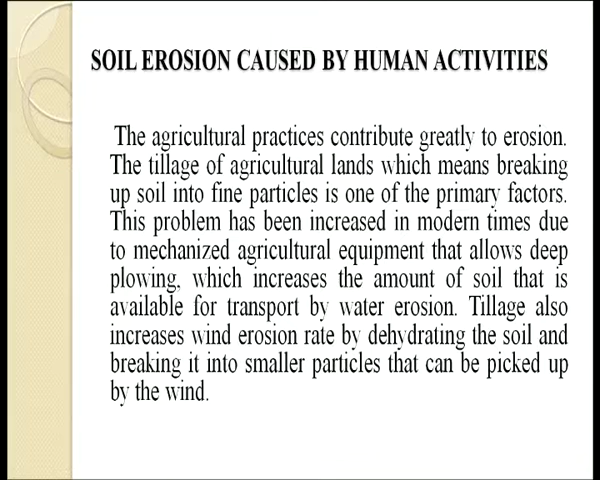 SOIL EROSION CAUSED BY HUMAN ACTIVITIES
The agricultural practices contribute greatly to erosion.
The tillage of agricultural lands which means breaking
up soil into fine particles is one of the primary factors.
This problem has been increased in modern times due
to mechanized agricultural equipment that allows deep
plowing, which increases the amount of soil that is
available for transport by water erosion. Tillage also
increases wind erosion rate by dehydrating the soil and
breaking it into smaller particles that can be picked up
by the wind.